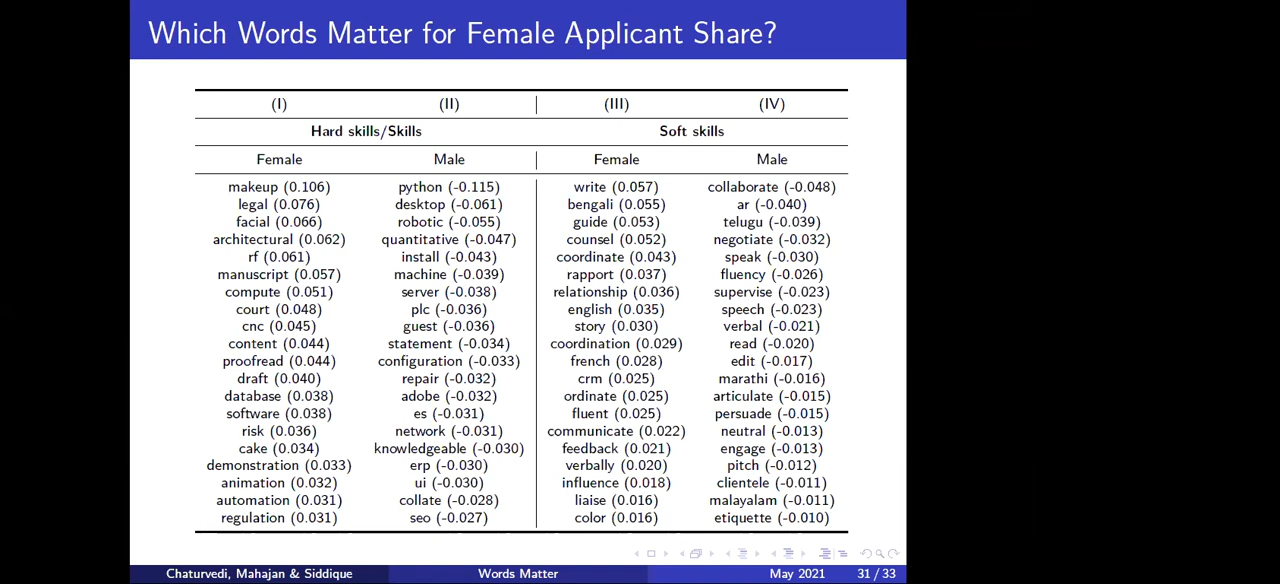 Which Words Matter for Female Applicant Share?
(I) (II) (III) (IV)
Hard skills/Skills Soft skills
Female Male Female Male
makeup (0.106) python (-0.115) write (0.057) collaborate (-0.048)
legal (0.076) desktop (-0.061) bengali (0.055) ar (-0.040)
facial (0.066) robotic (-0.055) guide (0.053) telugu (-0.039)
architectural (0.062) quantitative (-0.047) counsel (0.052) negotiate (-0.032)
rf (0.061) install (-0.043) coordinate (0.043) speak (-0.030)
manuscript (0.057) machine (-0.039) rapport (0.037) fluency (-0.026)
compute (0.051) server (-0.038) relationship (0.036) supervise (-0.023)
court (0.048) plc (-0.036) english (0.035) speech (-0.023)
cnc (0.045) guest (-0.036) story (0.030) verbal (-0.021)
content (0.044) statement (-0.034) coordination (0.029) read (-0.020)
proofread (0.044) configuration (-0.033) french (0.028) edit (-0.017)
draft (0.040) repair (-0.032) crm (0.025) marathi (-0.016)
database (0.038) adobe (-0.032) ordinate (0.025) articulate (-0.015)
software (0.038) es (-0.031) fluent (0.025) persuade (-0.015)
risk (0.036) network (-0.031) communicate (0.022) neutral (-0.013)
cake (0.034) knowledgeable (-0.030) feedback (0.021) engage (-0.013)
demonstration (0.033) erp (-0.030) verbally (0.020) pitch (-0.012)
animation (0.032) ui (-0.030) influence (0.018) clientele (-0.011)
automation (0.031) collate (-0.028) liaise (0.016) malayalam (-0.011)
regulation (0.031) seo (-0.027) color (0.016) etiquette (-0.010)
Chaturvedi, Mahajan & Siddique Words Matter May 2021 31 / 33